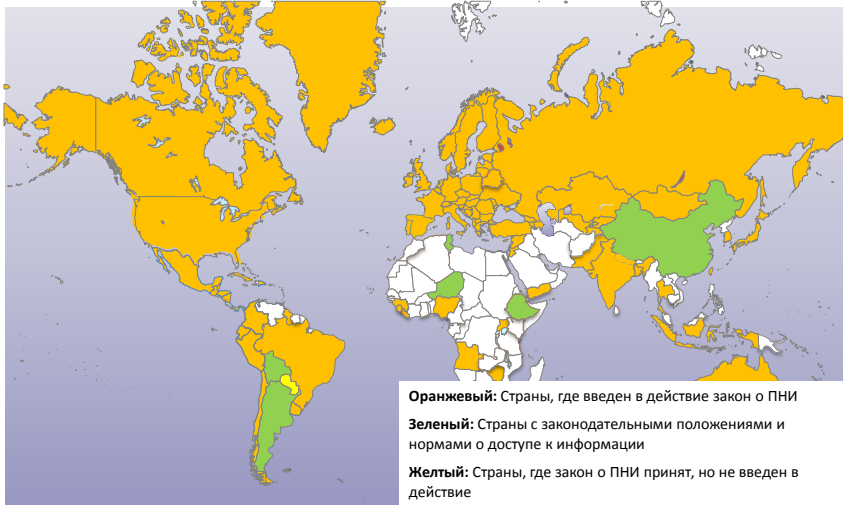 Оранжевый: Страны, где введен в действие закон о ПНИ
Зеленый: Страны с законодательными положениями и
нормами о доступе к информации
Желтый: Страны, где закон о ПНИ принят, но не введен в
действие